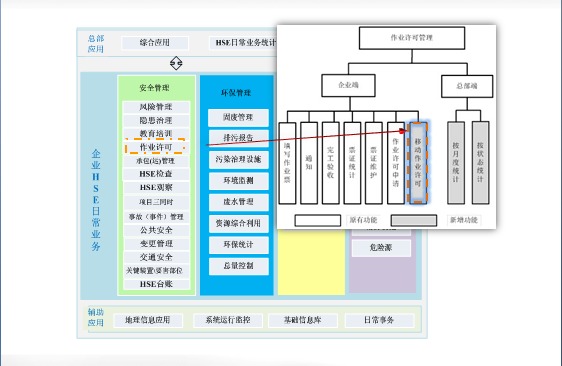 总部
应用
综合应用
HSE日常业务统计
企业HSE日常业务
安全管理
风险管理
隐患治理
教育培训
作业许可
承包(运)管理
HSE检查
HSE观察
项目三同时
事故（事件）管理
公共安全
变更管理
交通安全
关键装置\要害部位
HSE台账
环保管理
固废管理
排污报告
污染治理设施
环境监测
废水管理
资源综合利用
环保统计
总量控制
危险源
作业许可管理
企业端
总部端
填写作业票
通知
完工验收
票证统计
票证维护
作业许可申请
移动作业许可
按月度统计
按状态统计
原有功能
新增功能
辅助
应用
地理信息应用
系统运行监控
基础信息库
日常事务